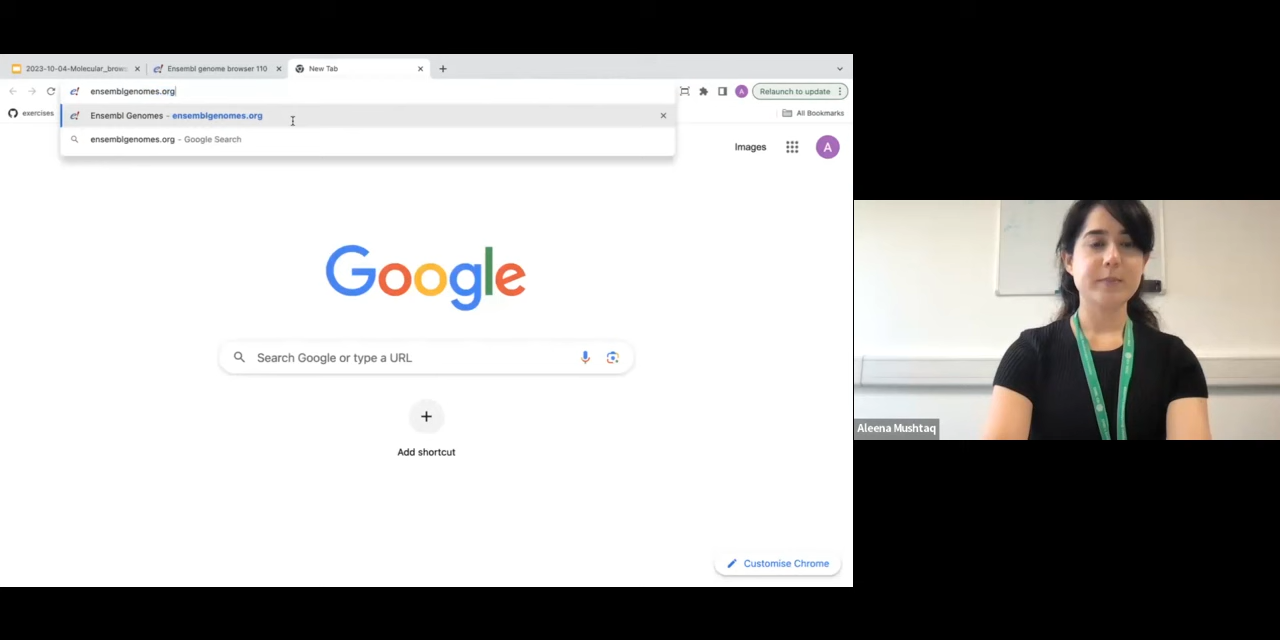 2023-10-04-Molecular_brows
Ensembl genome browser 110
New Tab
ensemblgenomes.org
Relaunch to update
exercises
Ensembl Genomes - ensemblgenomes.org
All Bookmarks
ensemblgenomes.org - Google Search
Images
A
Google
Search Google or type a URL
Add shortcut
Aleena Mushtaq
Customise Chrome